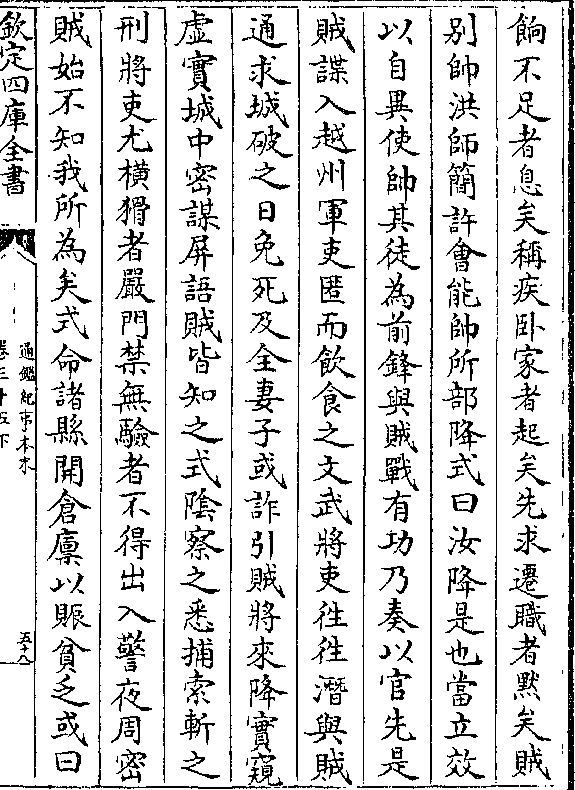 餉不足者息矣稱疾卧家者起矣先求遷職者黙矣賊
别帥洪師簡許會能帥所部降式曰汝降是也當立效
以自異使帥其徒為前鋒與賊戰有功乃奏以官先是
賊諜入越州軍吏匿而飲食之文武將吏往往潛與賊
通求城破之日免死及全妻子或詐引賊將來降實窺
虚實城中宻謀屏語賊皆知之式隂察之悉捕索斬之
刑將吏尤横猾者嚴門禁無驗者不得出入警夜周宻
賊始不知我所為矣式命諸縣開倉廩以賑貧乏或曰
欽定四庫全書
通鑑紀事本末
卷三十五下
五十八